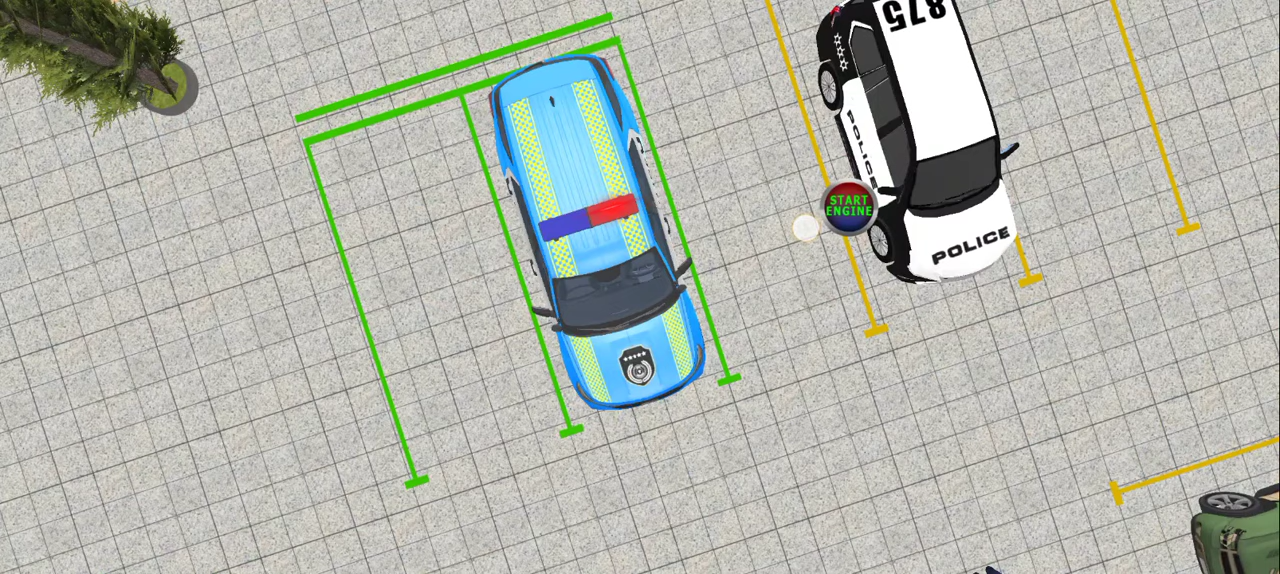 875
POLICE
START
ENGINE
POLICE